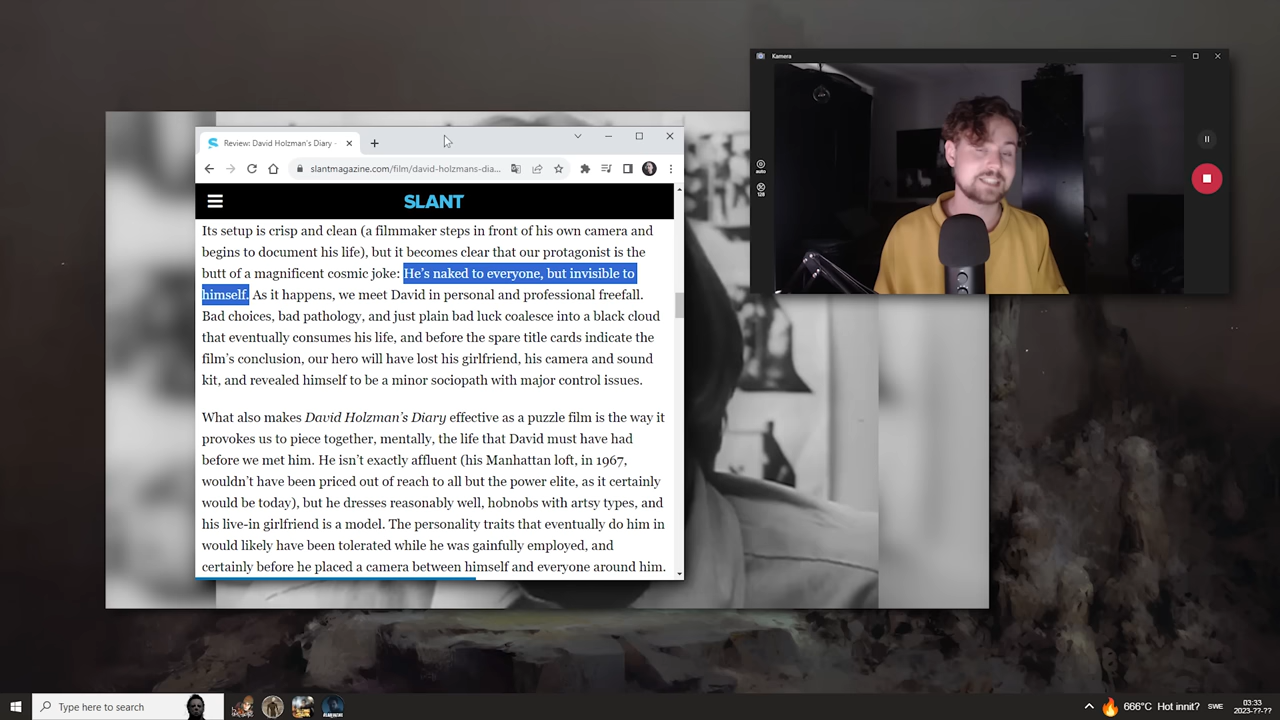 Kamera
Review: David Holzman's Diary -
slantmagazine.com/film/david-holzmans-dia...
SLANT
auto
128
Its setup is crisp and clean (a filmmaker steps in front of his own camera and
begins to document his life), but it becomes clear that our protagonist is the
butt of a magnificent cosmic joke: He’s naked to everyone, but invisible to
himself. As it happens, we meet David in personal and professional freefall.
Bad choices, bad pathology, and just plain bad luck coalesce into a black cloud
that eventually consumes his life, and before the spare title cards indicate the
film’s conclusion, our hero will have lost his girlfriend, his camera and sound
kit, and revealed himself to be a minor sociopath with major control issues.
What also makes David Holzman’s Diary effective as a puzzle film is the way it
provokes us to piece together, mentally, the life that David must have had
before we met him. He isn’t exactly affluent (his Manhattan loft, in 1967,
wouldn’t have been priced out of reach to all but the power elite, as it certainly
would be today), but he dresses reasonably well, hobnobs with artsy types, and
his live-in girlfriend is a model. The personality traits that eventually do him in
would likely have been tolerated while he was gainfully employed, and
certainly before he placed a camera between himself and everyone around him.
Type here to search
666°C Hot innit?
SWE
03:33
2023-??-??